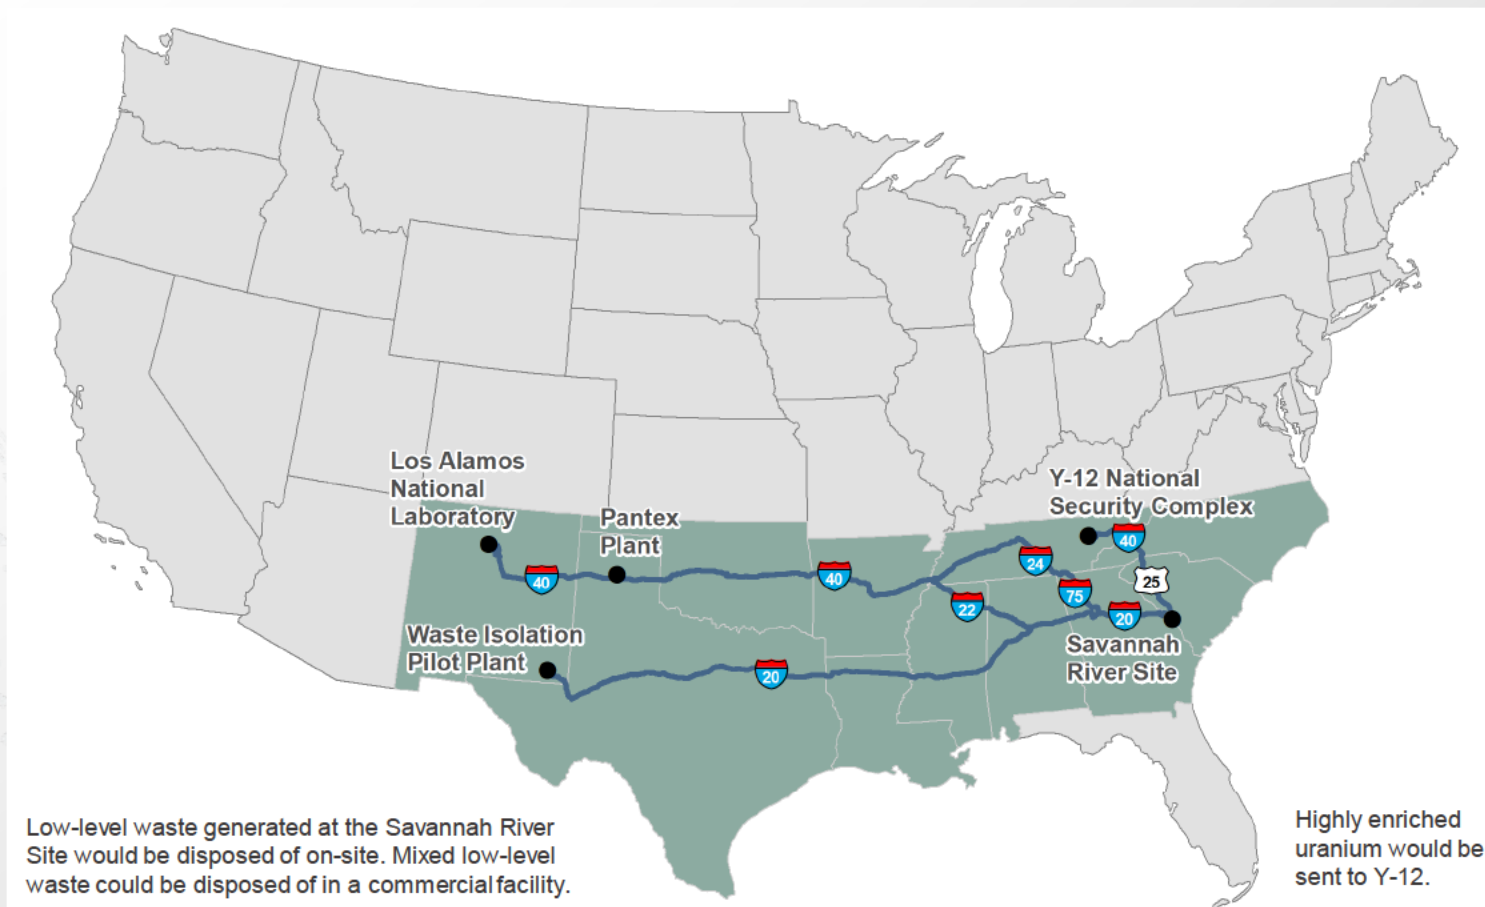 Los Alamos
National
Laboratory
Pantex
Plant
Y-12 National
Security Complex
40
40
40
24
25
75
22
20
Waste Isolation
Pilot Plant
Savannah
River Site
20
Low-level waste generated at the Savannah River
Site would be disposed of on-site. Mixed low-level
waste could be disposed of in a commercial facility.
Highly enriched
uranium would be
sent to Y-12.